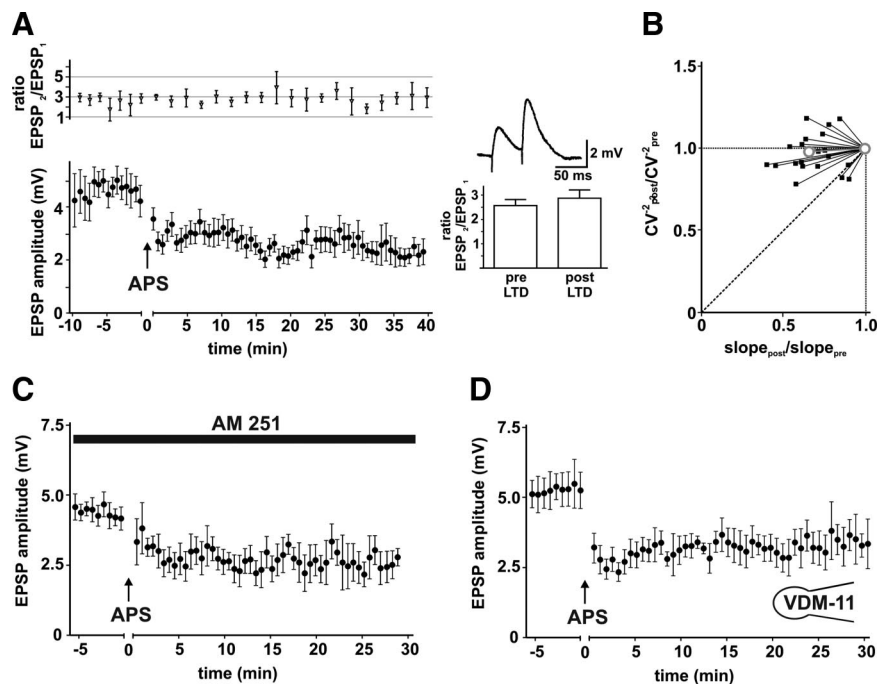 A
ratio
EPSP2/EPSP1
5
3
1
EPSP amplitude (mV)
4
2
0
APS
-10 -5 0 5 10 15 20 25 30 35 40
time (min)
2 mV
50 ms
ratio
EPSP2/EPSP1
3
2
1
0
pre
LTD
post
LTD
B
CV-2post/CV-2pre
1.5
1.0
0.5
0
0 0.5 1.0
slopepost/slopepre
C
EPSP amplitude (mV)
7.5
5.0
2.5
0
AM 251
APS
-5 0 5 10 15 20 25 30
time (min)
D
EPSP amplitude (mV)
7.5
5.0
2.5
0
APS
VDM-11
-5 0 5 10 15 20 25 30
time (min)